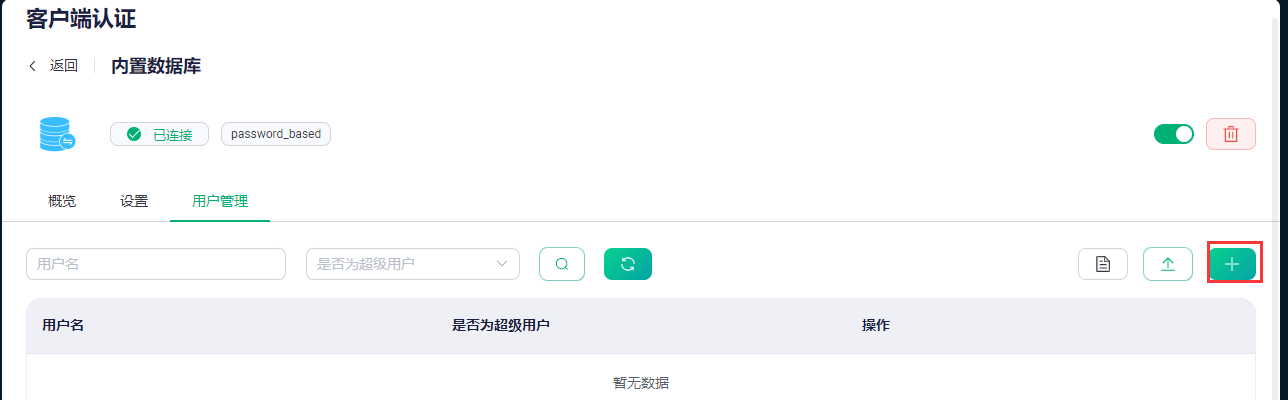 客户端认证
返回 内置数据库
已连接 password_based
概览 设置 用户管理
用户名 是否为超级用户
用户名 是否为超级用户 操作
暂无数据